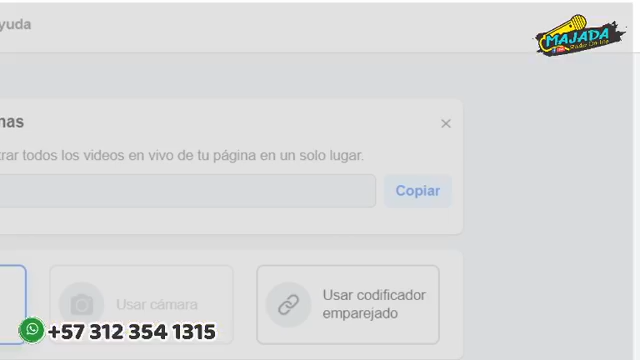 yuda
MAJADA
nas
rar todos los videos en vivo de tu página en un solo lugar.
Copiar
Usar cámara
Usar codificador
emparejado
+57 312 354 1315